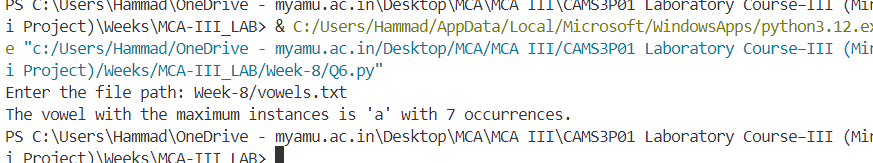 PS C:\Users\Hammad\OneDrive - myamu.ac.in\Desktop\MCA\MCA III\CAMS3P01 Laboratory Course-III (Min
i Project)\Weeks\MCA-III_LAB> & C:/Users/Hammad/AppData/Local/Microsoft/WindowsApps/python3.12.ex
e "c:/Users/Hammad/OneDrive - myamu.ac.in/Desktop/MCA/MCA III/CAMS3P01 Laboratory Course-III (Min
i Project)/Weeks/MCA-III_LAB/Week-8/Q6.py"
Enter the file path: Week-8/vowels.txt
The vowel with the maximum instances is 'a' with 7 occurrences.
PS C:\Users\Hammad\OneDrive - myamu.ac.in\Desktop\MCA\MCA III\CAMS3P01 Laboratory Course-III (Min
i Project)\Weeks\MCA-III_LAB>